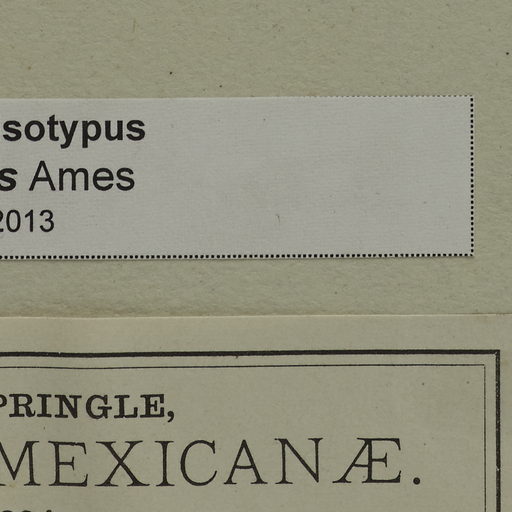 sotypus
s Ames
2013
PRINGLE,
MEXICANÆ.